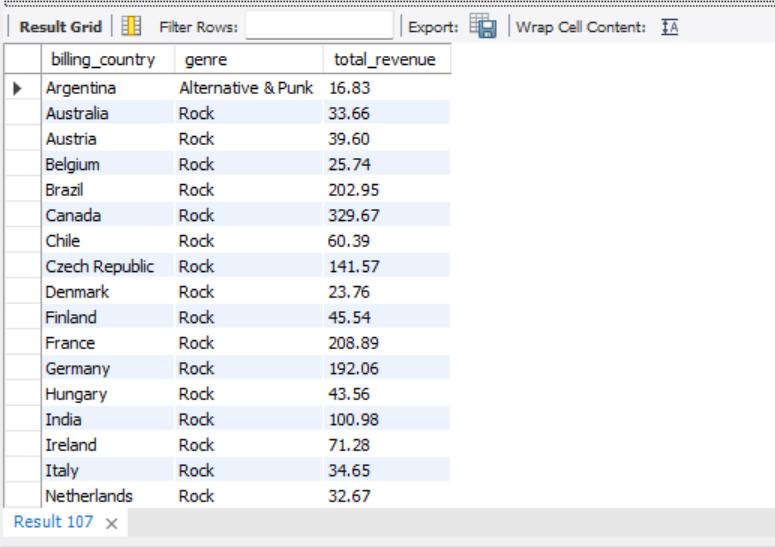 Result Grid Filter Rows: Export: Wrap Cell Content: IA
billing_country genre total_revenue
Argentina Alternative & Punk 16.83
Australia Rock 33.66
Austria Rock 39.60
Belgium Rock 25.74
Brazil Rock 202.95
Canada Rock 329.67
Chile Rock 60.39
Czech Republic Rock 141.57
Denmark Rock 23.76
Finland Rock 45.54
France Rock 208.89
Germany Rock 192.06
Hungary Rock 43.56
India Rock 100.98
Ireland Rock 71.28
Italy Rock 34.65
Netherlands Rock 32.67
Result 107